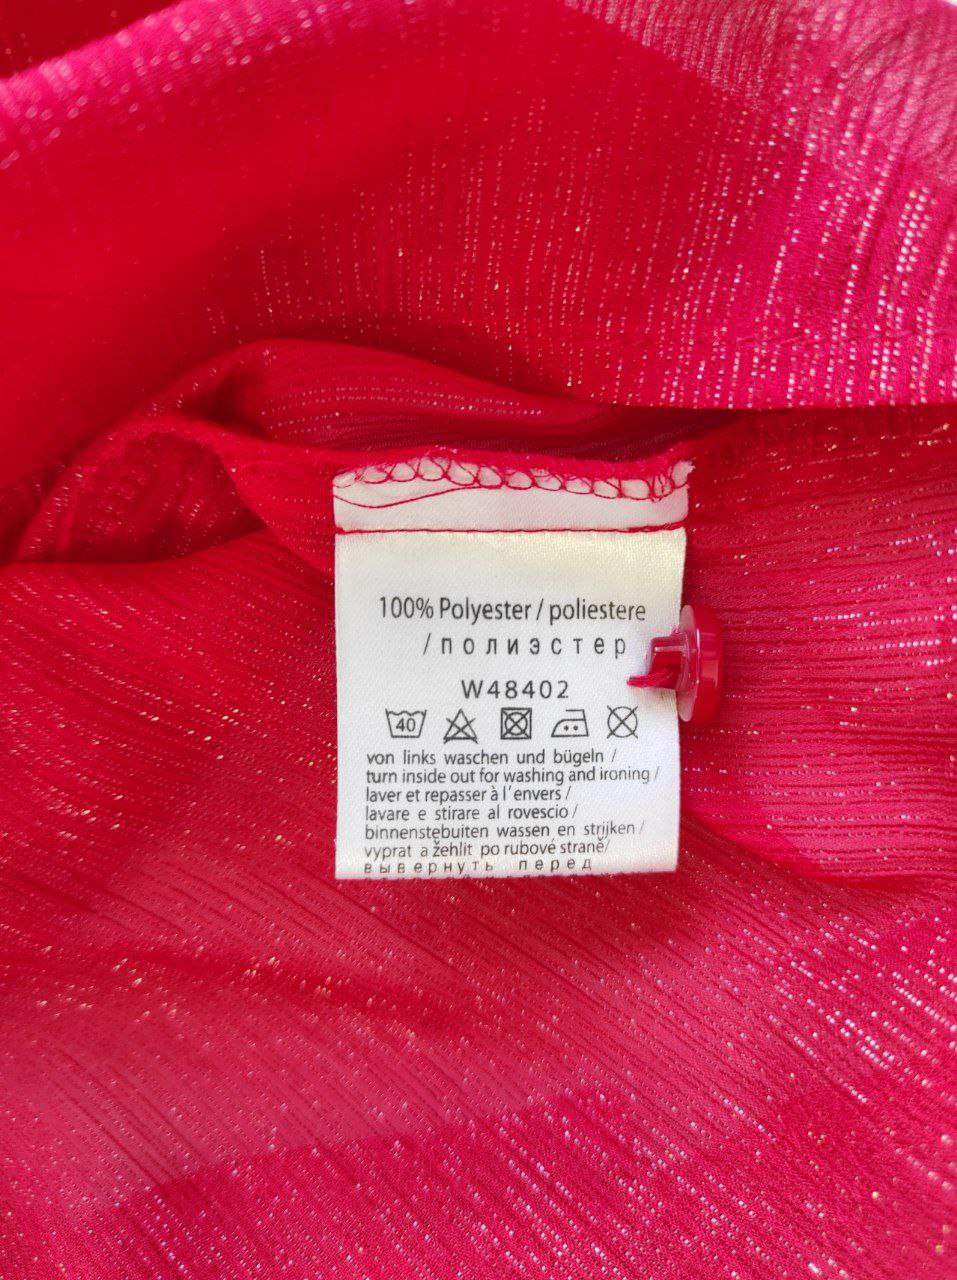 100% Polyester / poliestere
/ полиэстер
W48402
40
von links waschen und bügeln /
turn inside out for washing and ironing /
laver et repasser à l'envers /
lavare e stirare al rovescio /
binnenstebuiten wassen en strijken /
vyprat a žehlit po rubové straně/
вывернуть перед